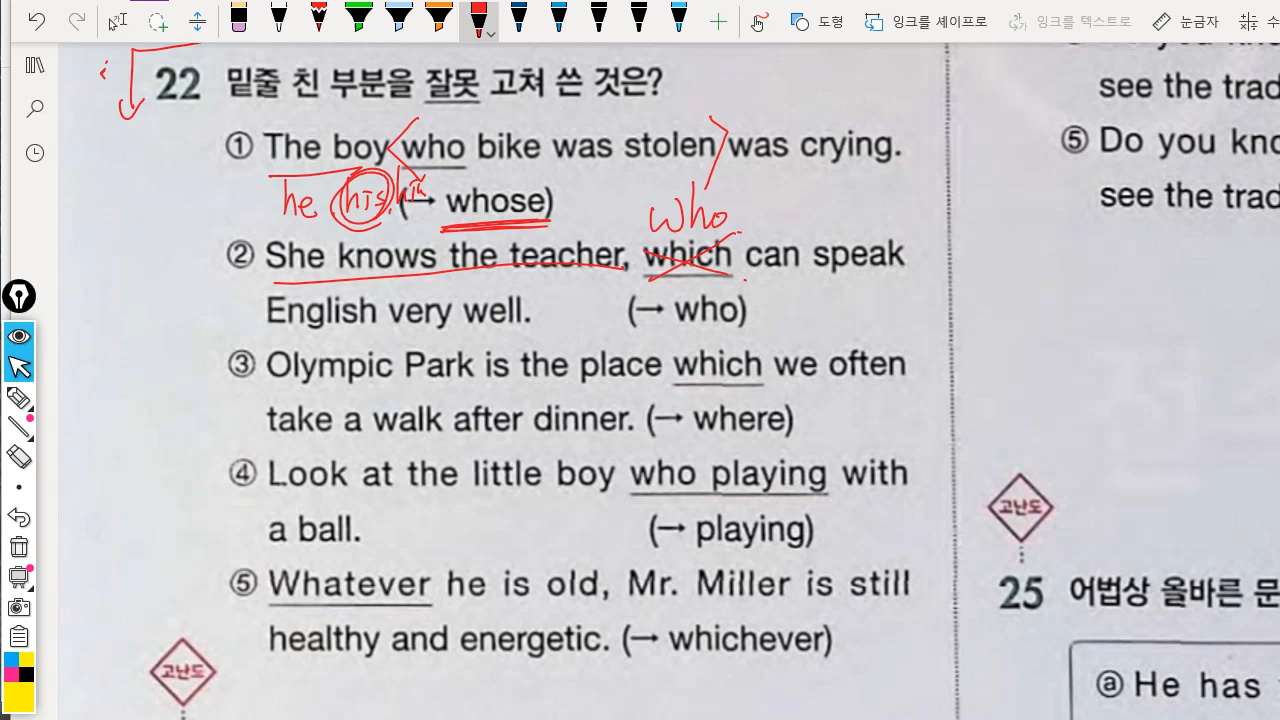 도형
잉크를 셰이프로
잉크를 텍스트로
눈금자
수
22 밑줄 친 부분을 잘못 고쳐 쓴 것은?
① The boy who bike was stolen was crying.
he his (→ whose)
who
② She knows the teacher, which can speak
English very well. (→ who)
③ Olympic Park is the place which we often
take a walk after dinner. (→ where)
④ Look at the little boy who playing with
a ball. (→ playing)
⑤ Whatever he is old, Mr. Miller is still
healthy and energetic. (→ whichever)
고난도
see the trad
⑤ Do you kno
see the trad
고난도
25 어법상 올바른 문
ⓐ He has